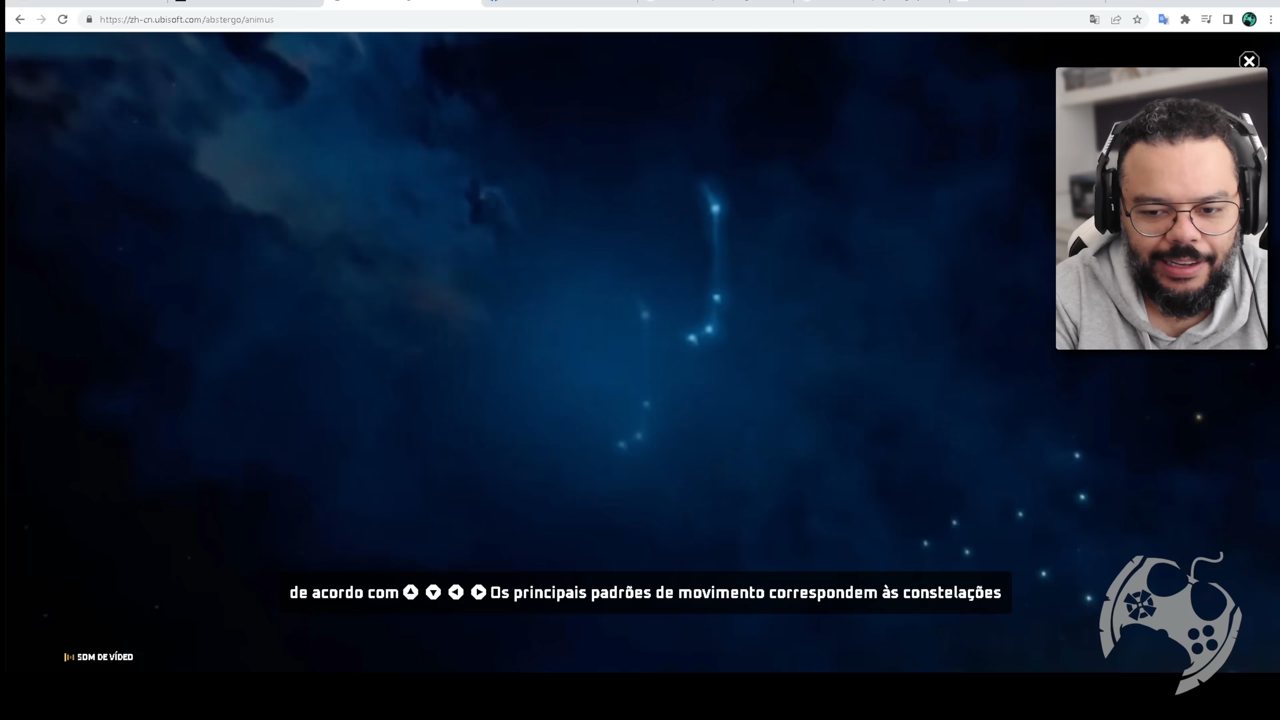 https://zh-cn.ubisoft.com/abstergo/animus
de acordo com Os principais padrões de movimento correspondem às constelações
SOM DE VÍDEO